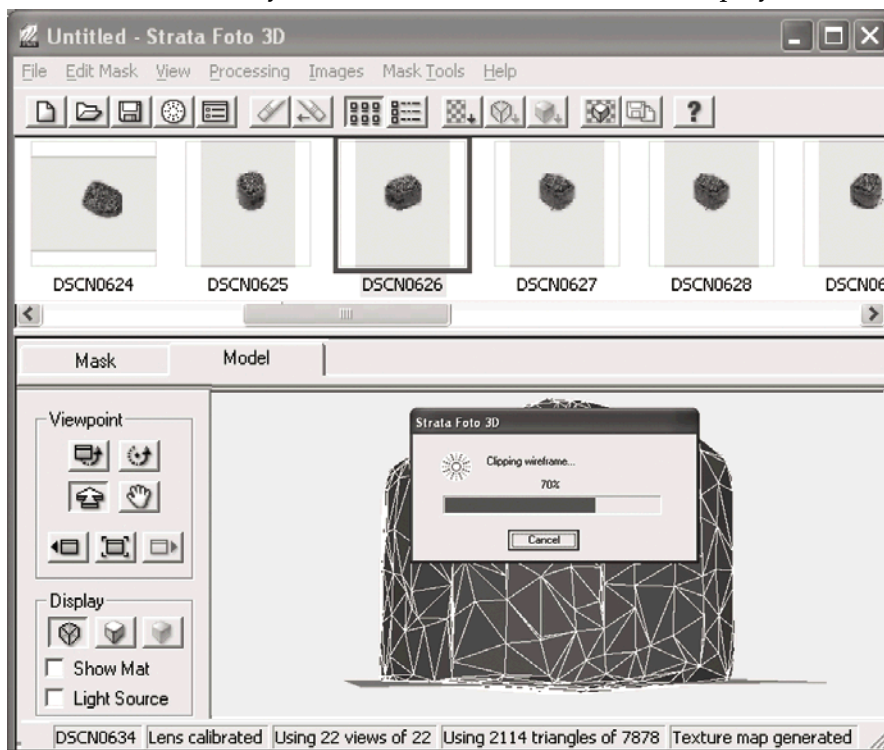 Untitled - Strata Foto 3D
File Edit Mask View Processing Images Mask Tools Help
DSCN0624 DSCN0625 DSCN0626 DSCN0627 DSCN0628 DSCN06
Mask Model
Viewpoint
Strata Foto 3D
Clipping wireframe...
70%
Cancel
Display
Show Mat
Light Source
DSCN0634 Lens calibrated Using 22 views of 22 Using 2114 triangles of 7878 Texture map generated